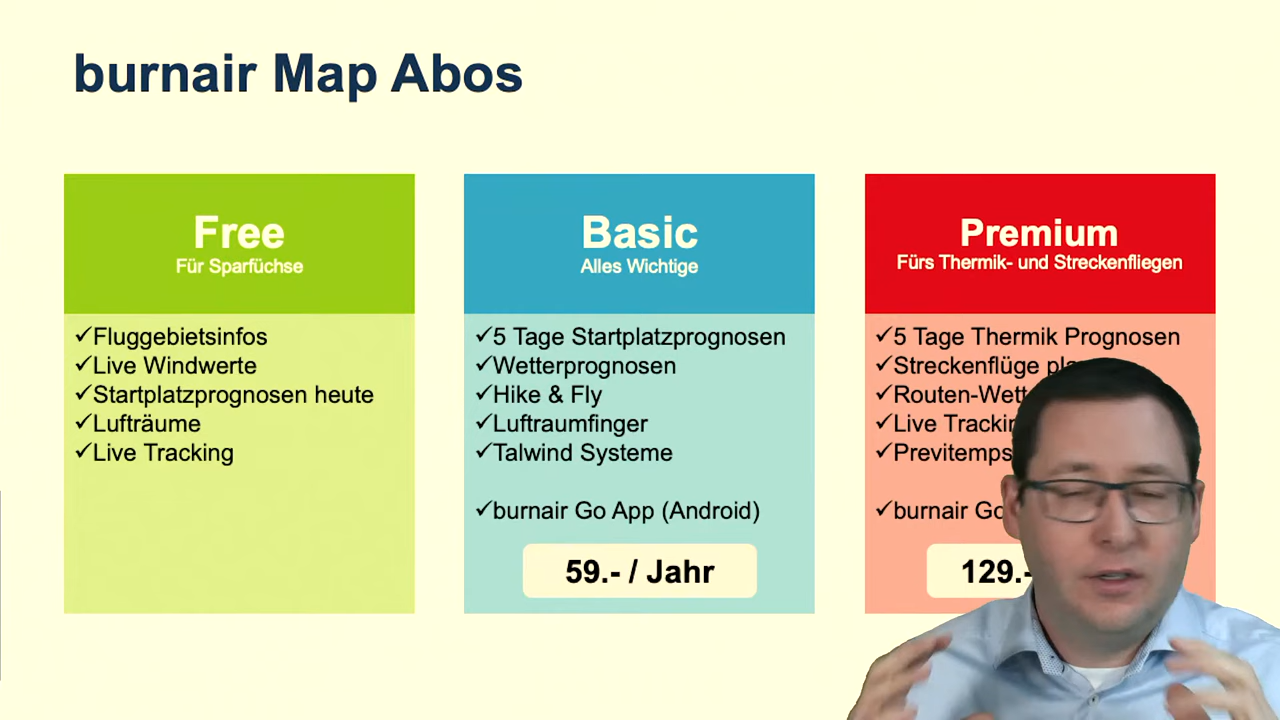 burnair Map Abos
Free
Für Sparfüchse
✓Fluggebietsinfos
✓Live Windwerte
✓Startplatzprognosen heute
✓Lufträume
✓Live Tracking
Basic
Alles Wichtige
✓5 Tage Startplatzprognosen
✓Wetterprognosen
✓Hike & Fly
✓Luftraumfinger
✓Talwind Systeme
✓burnair Go App (Android)
59.- / Jahr
Premium
Fürs Thermik- und Streckenfliegen
✓5 Tage Thermik Prognosen
✓Streckenflüge
✓Routen-
✓Live
✓Previtemps
✓burnair Go
129.-